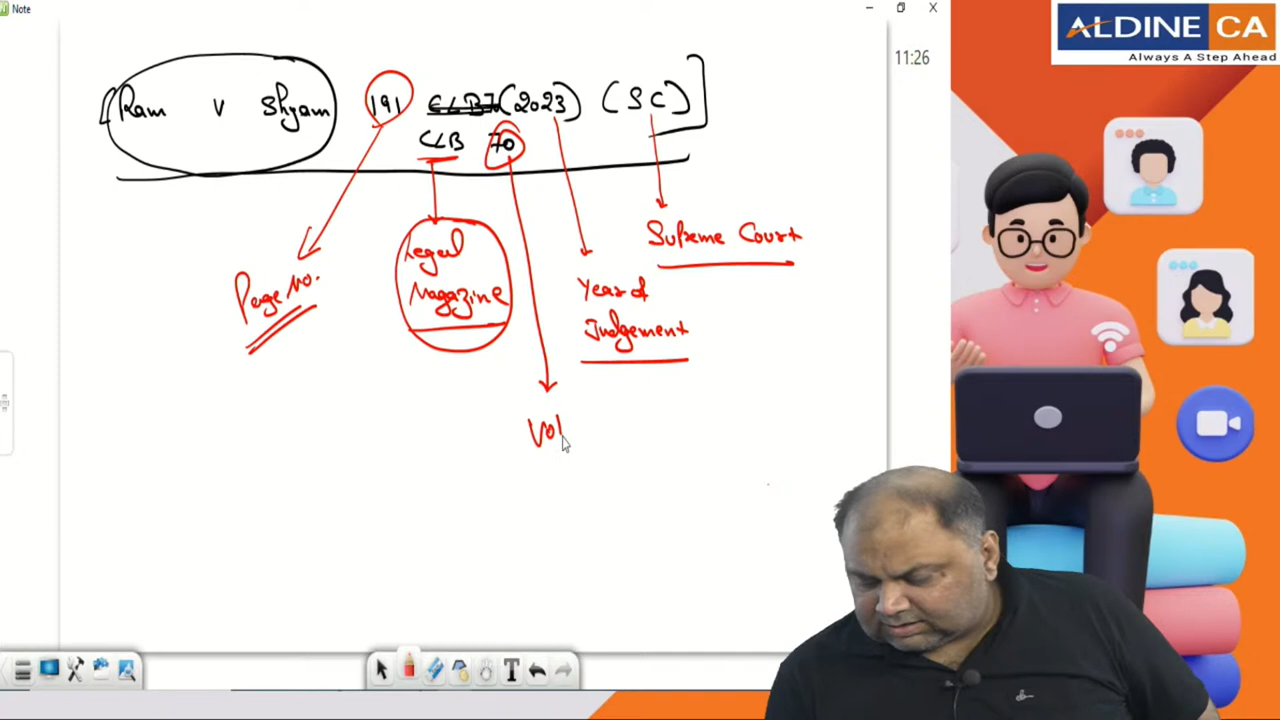 Note
ALDINE CA
Always A Step Ahead
11:26
[Ram v Shyam 191 CLB 7 (2023) (SC)]
CLB 70
Supreme Court
Legal
Magazine
Page No.
Year of
Judgement
Vol
T